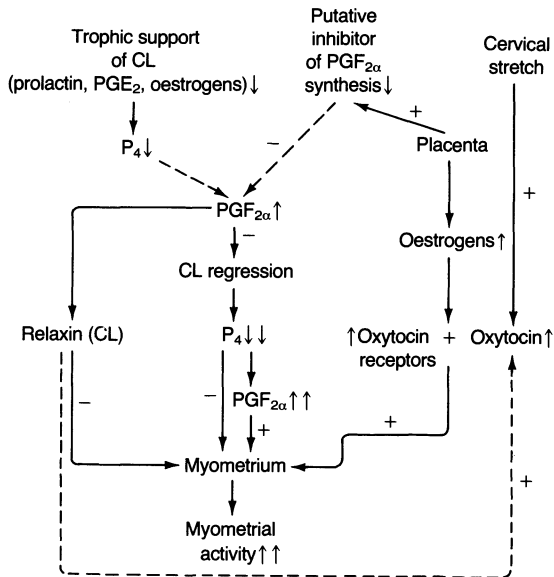 Trophic support
of CL
(prolactin, PGE₂, oestrogens)↓
Putative
inhibitor
of PGF₂α
synthesis↓
Cervical
stretch
+
P₄↓
−
Placenta
+
PGF₂α↑
−
Oestrogens↑
CL regression
Relaxin (CL)
P₄↓↓
↑Oxytocin + Oxytocin↑
receptors
−
−
PGF₂α↑↑
+
+
+
Myometrium
Myometrial
activity↑↑